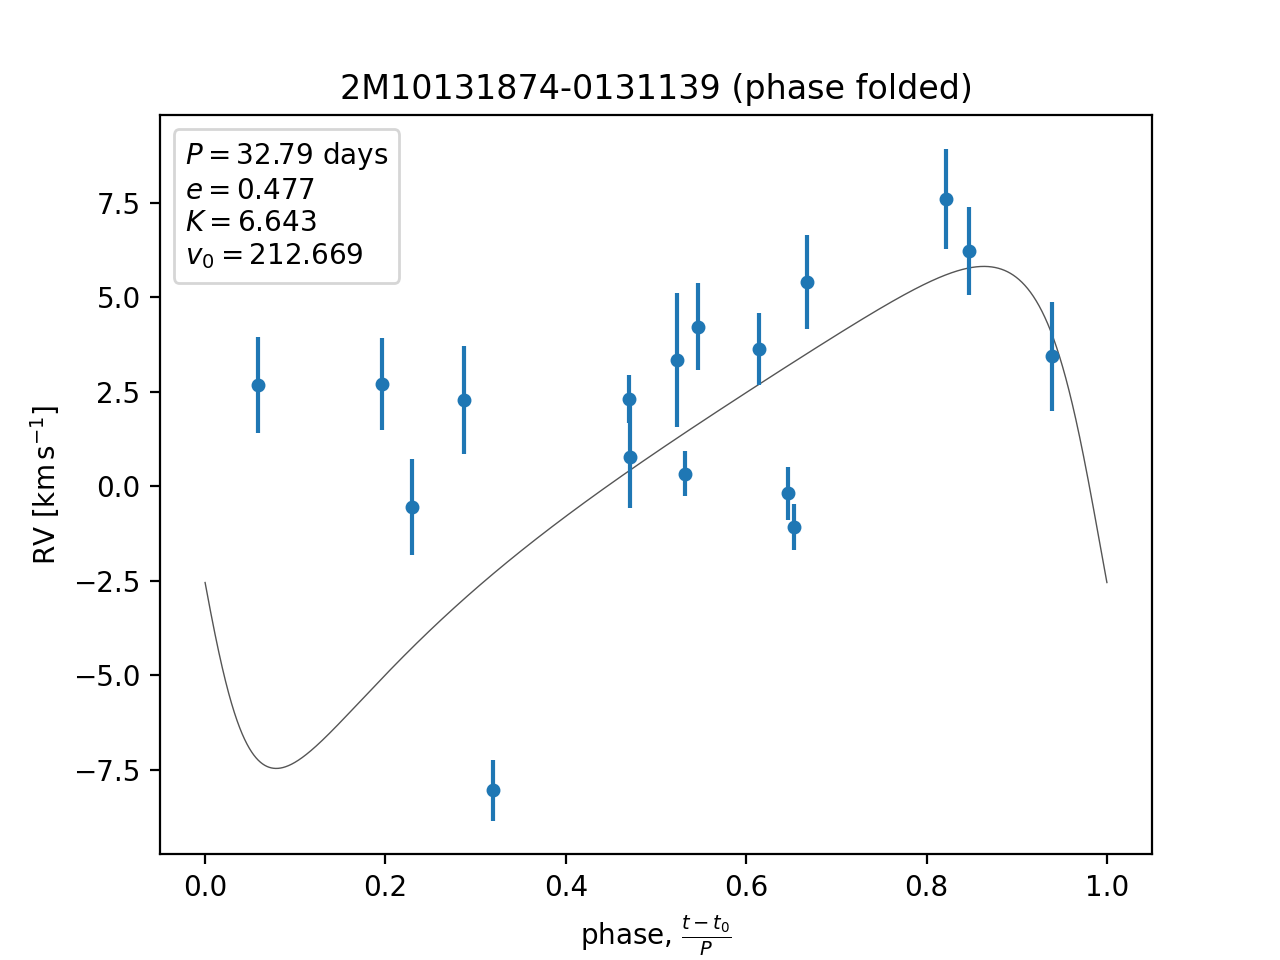 2M10131874-0131139 (phase folded)
P = 32.79 days
e = 0.477
K = 6.643
v₀ = 212.669
7.5
5.0
2.5
0.0
−2.5
−5.0
−7.5
RV [km s⁻¹]
0.0 0.2 0.4 0.6 0.8 1.0
phase, (t − t₀)/P